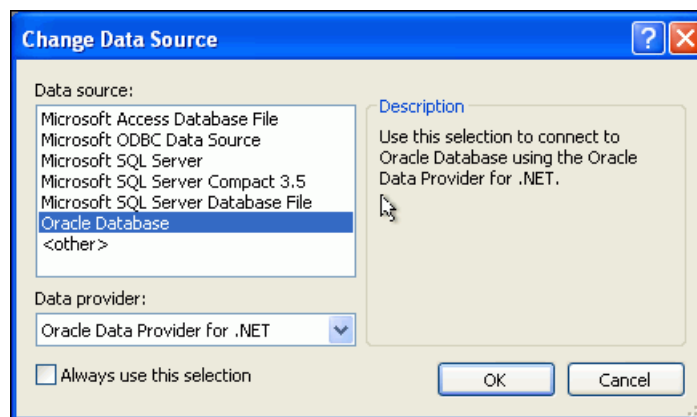 Change Data Source
?
Data source:
Microsoft Access Database File
Microsoft ODBC Data Source
Microsoft SQL Server
Microsoft SQL Server Compact 3.5
Microsoft SQL Server Database File
Oracle Database
<other>
Data provider:
Oracle Data Provider for .NET
Always use this selection
Description
Use this selection to connect to
Oracle Database using the Oracle
Data Provider for .NET.
OK
Cancel